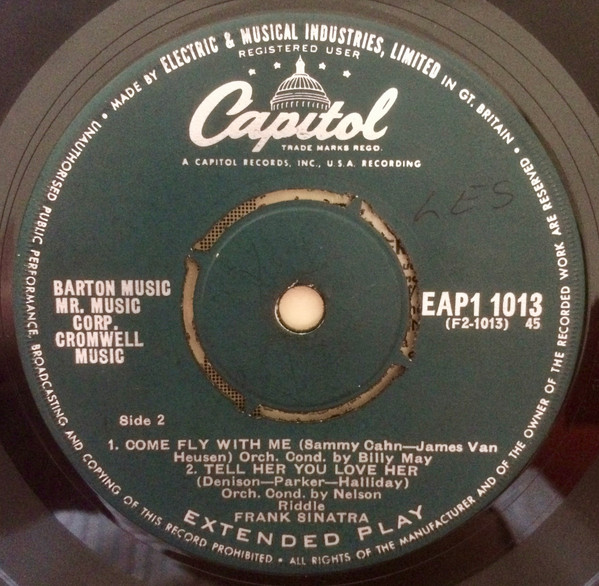 • MADE BY ELECTRIC & MUSICAL INDUSTRIES, LIMITED IN GT. BRITAIN •
REGISTERED USER
Capitol
TRADE MARKS REGD.
A CAPITOL RECORDS, INC., U.S.A. RECORDING
LES
BARTON MUSIC
MR. MUSIC
CORP.
CROMWELL
MUSIC
EAP1 1013
(F2-1013) 45
Side 2
1. COME FLY WITH ME (Sammy Cahn—James Van
Heusen) Orch. Cond. by Billy May
2. TELL HER YOU LOVE HER
(Denison—Parker—Halliday)
Orch. Cond. by Nelson
Riddle
FRANK SINATRA
EXTENDED PLAY
UNAUTHORISED PUBLIC PERFORMANCE, BROADCASTING AND COPYING OF THIS RECORD PROHIBITED • ALL RIGHTS OF THE MANUFACTURER AND OF THE OWNER OF THE RECORDED WORK ARE RESERVED